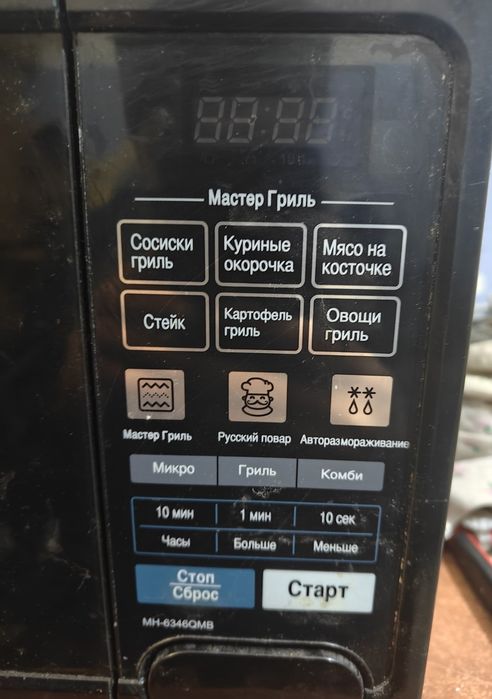 Мастер Гриль
Сосиски гриль
Куриные окорочка
Мясо на косточке
Стейк
Картофель гриль
Овощи гриль
Мастер Гриль
Русский повар
Авторазмораживание
Микро
Гриль
Комби
10 мин
1 мин
10 сек
Часы
Больше
Меньше
Стоп
Сброс
Старт
MH-6346QMB